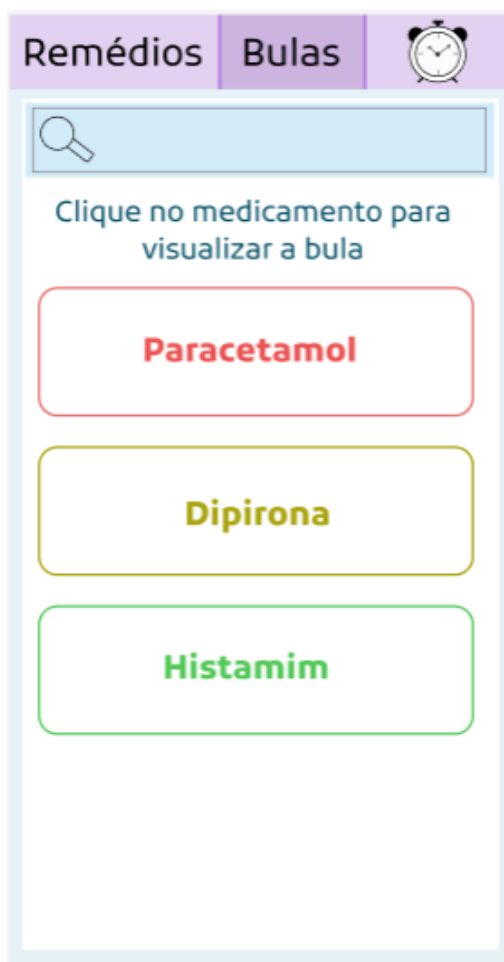 Remédios Bulas
Clique no medicamento para
visualizar a bula
Paracetamol
Dipirona
Histamim